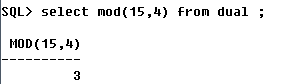 SQL> select mod(15,4) from dual ;
MOD(15,4)
----------
3